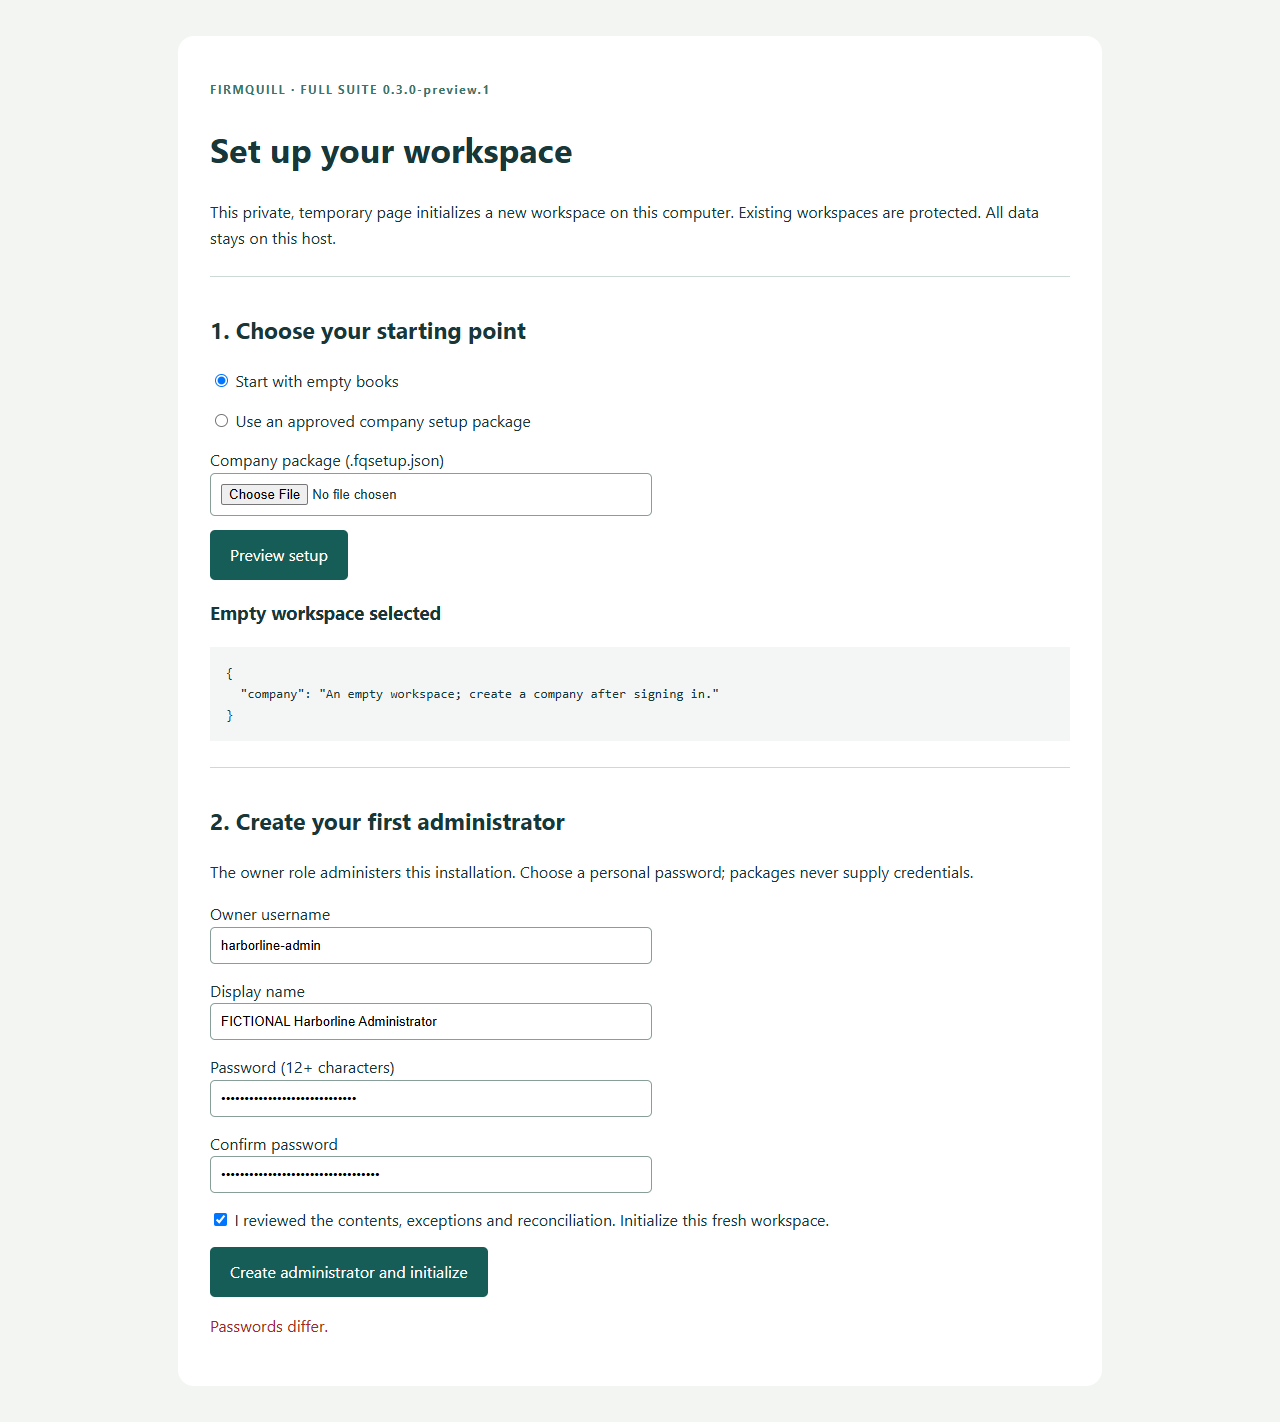 FIRMQUILL · FULL SUITE 0.3.0-preview.1
Set up your workspace
This private, temporary page initializes a new workspace on this computer. Existing workspaces are protected. All data
stays on this host.
1. Choose your starting point
Start with empty books
Use an approved company setup package
Company package (.fqsetup.json)
Choose File No file chosen
Preview setup
Empty workspace selected
{
"company": "An empty workspace; create a company after signing in."
}
2. Create your first administrator
The owner role administers this installation. Choose a personal password; packages never supply credentials.
Owner username
harborline-admin
Display name
FICTIONAL Harborline Administrator
Password (12+ characters)
•••••••••••••••••••••••••••••
Confirm password
••••••••••••••••••••••••••••••••••
I reviewed the contents, exceptions and reconciliation. Initialize this fresh workspace.
Create administrator and initialize
Passwords differ.